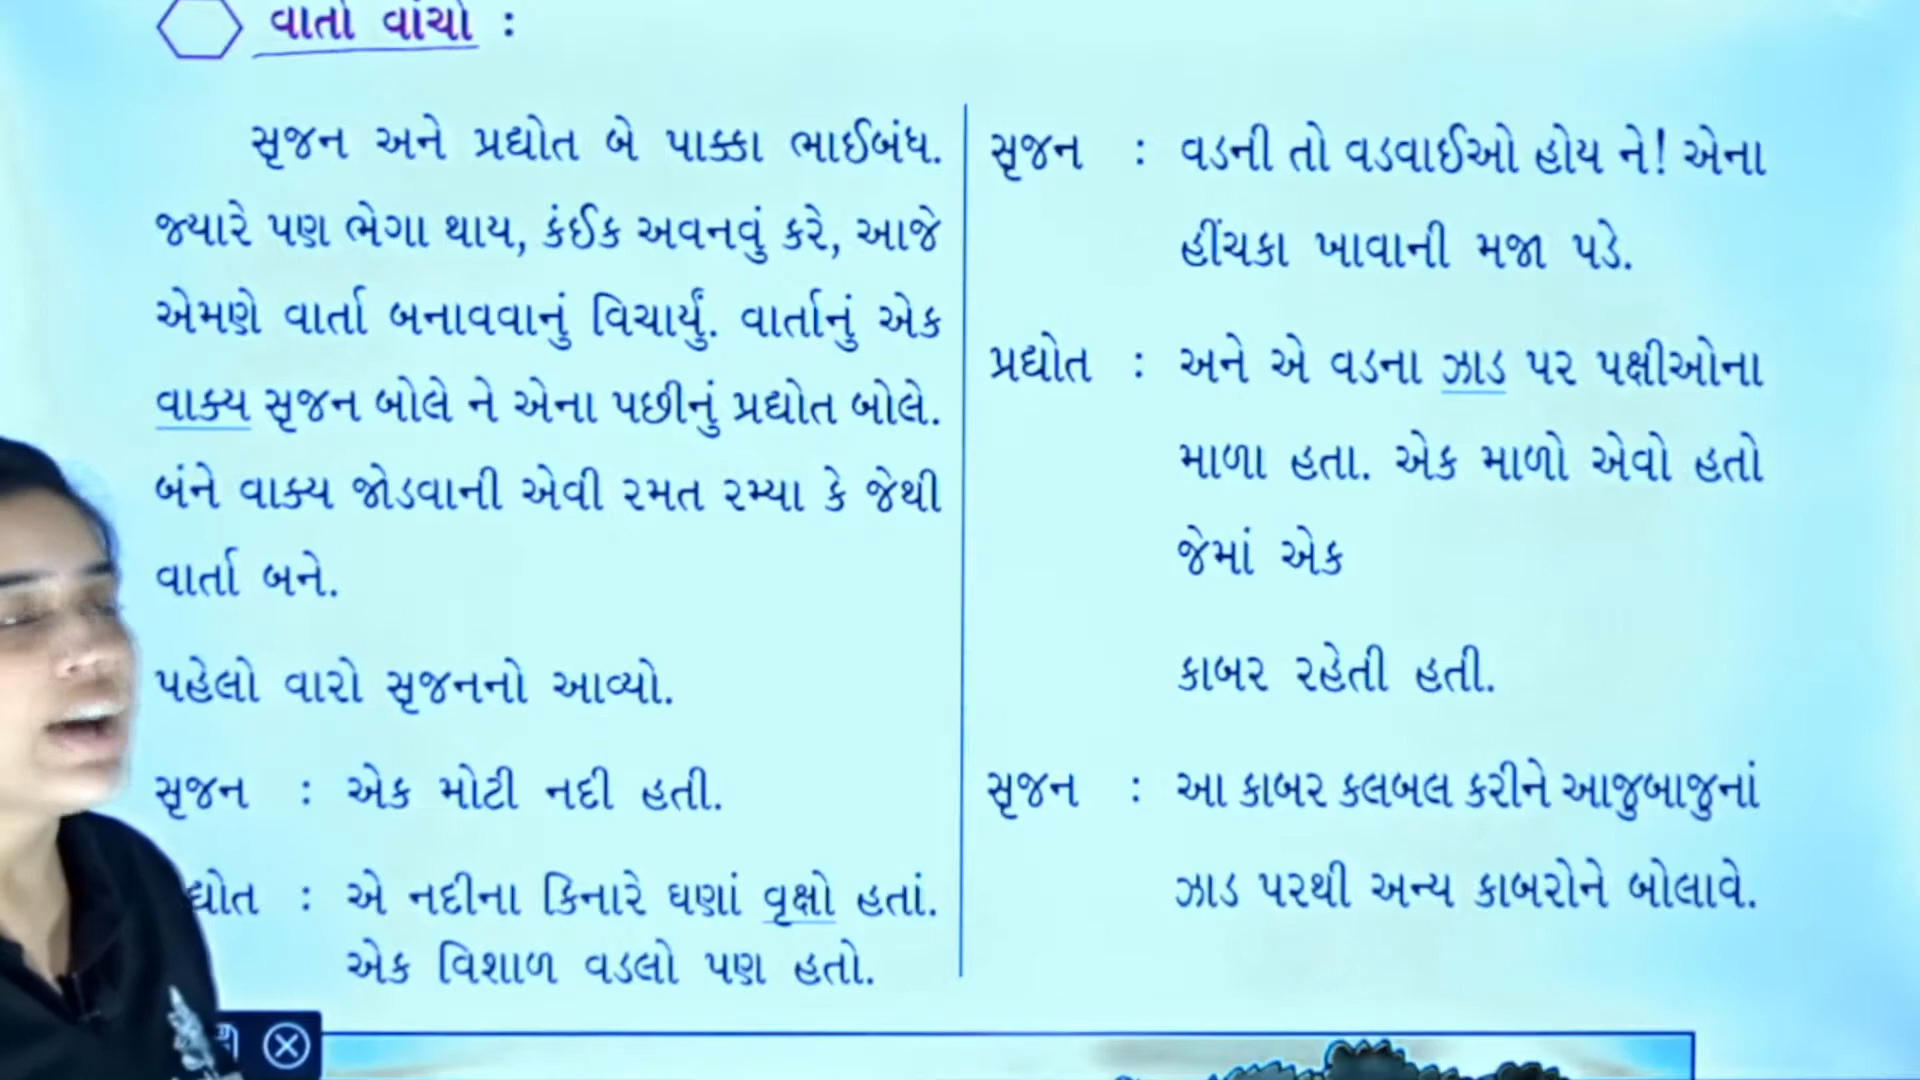 વાર્તા વાંચો :
સૃજન અને પ્રદ્યોત બે પાક્કા ભાઈબંધ.
જ્યારે પણ ભેગા થાય, કંઈક અવનવું કરે, આજે
એમણે વાર્તા બનાવવાનું વિચાર્યું. વાર્તાનું એક
વાક્ય સૃજન બોલે ને એના પછીનું પ્રદ્યોત બોલે.
બંને વાક્ય જોડવાની એવી રમત રમ્યા કે જેથી
વાર્તા બને.
પહેલો વારો સૃજનનો આવ્યો.
સૃજન : એક મોટી નદી હતી.
દ્યોત : એ નદીના કિનારે ઘણાં વૃક્ષો હતાં.
એક વિશાળ વડલો પણ હતો.
સૃજન : વડની તો વડવાઈઓ હોય ને! એના
હીંચકા ખાવાની મજા પડે.
પ્રદ્યોત : અને એ વડના ઝાડ પર પક્ષીઓના
માળા હતા. એક માળો એવો હતો
જેમાં એક
કાબર રહેતી હતી.
સૃજન : આ કાબર કલબલ કરીને આજુબાજુનાં
ઝાડ પરથી અન્ય કાબરોને બોલાવે.